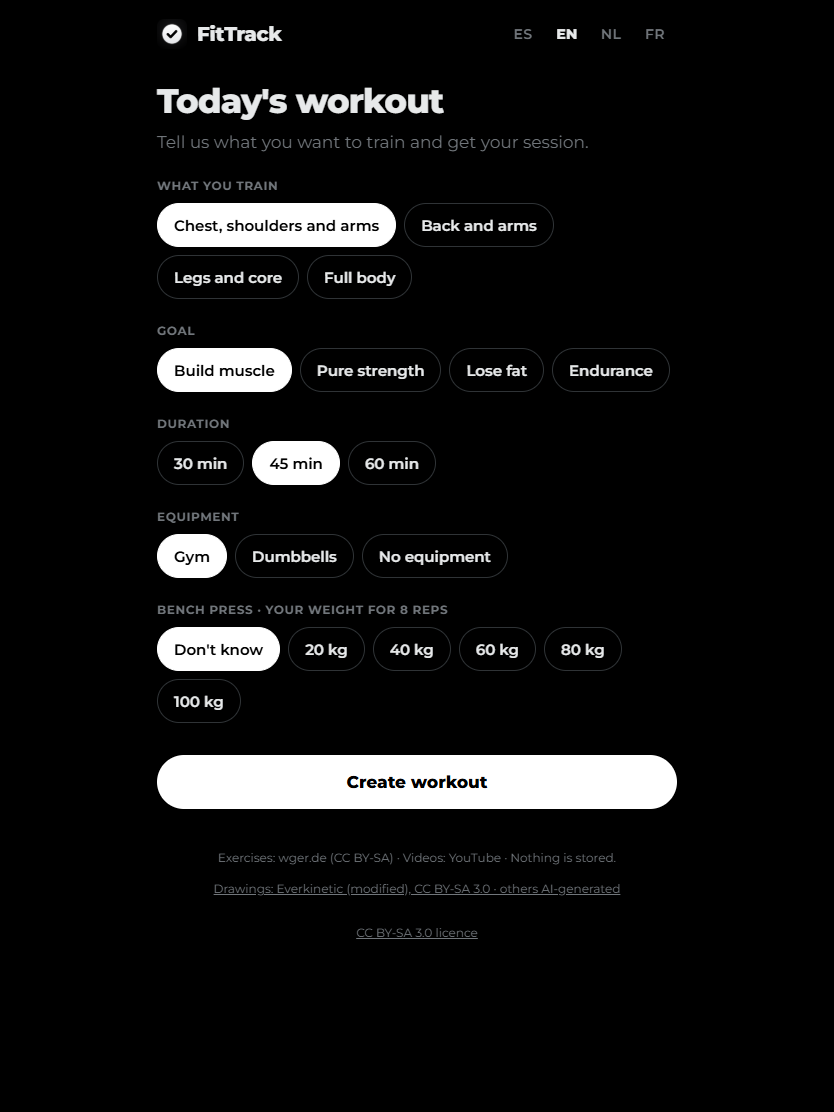 FitTrack
ES EN NL FR
Today's workout
Tell us what you want to train and get your session.
WHAT YOU TRAIN
Chest, shoulders and arms Back and arms
Legs and core Full body
GOAL
Build muscle Pure strength Lose fat Endurance
DURATION
30 min 45 min 60 min
EQUIPMENT
Gym Dumbbells No equipment
BENCH PRESS · YOUR WEIGHT FOR 8 REPS
Don't know 20 kg 40 kg 60 kg 80 kg
100 kg
Create workout
Exercises: wger.de (CC BY-SA) · Videos: YouTube · Nothing is stored.
Drawings: Everkinetic (modified), CC BY-SA 3.0 · others AI-generated
CC BY-SA 3.0 licence